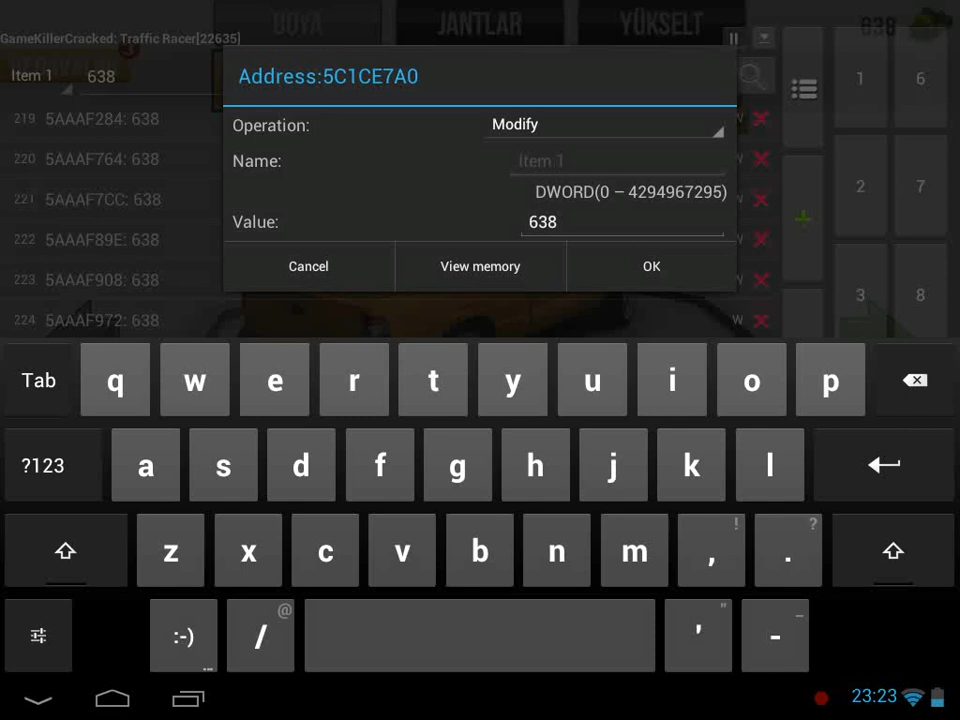 BOYA JANTLAR YÜKSELT
GameKillerCracked: Traffic Racer[22635]
638
Item 1 638
Address:5C1CE7A0
Operation: Modify
Name: Item 1
DWORD(0 – 4294967295)
Value: 638
Cancel View memory OK
219 5AAAF284: 638 W
220 5AAAF764: 638
221 5AAAF7CC: 638
222 5AAAF89E: 638 W
223 5AAAF908: 638 W
224 5AAAF972: 638 W
1 6
2 7
3 8
Tab q w e r t y u i o p
?123 a s d f g h j k l
z x c v b n m , ! . ?
:-) ... / @ ' " - _
23:23